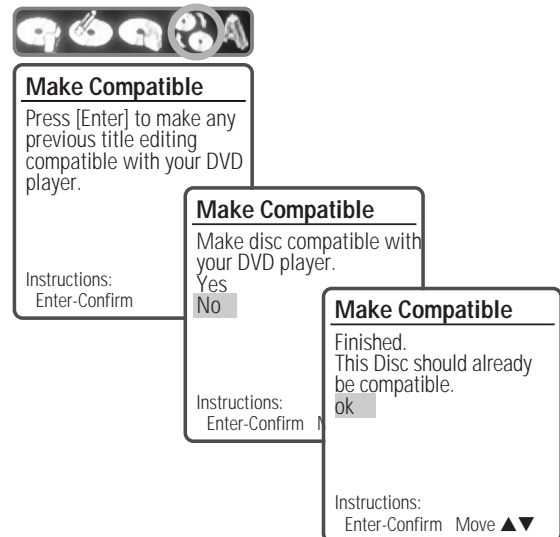 Make Compatible
Press [Enter] to make any
previous title editing
compatible with your DVD
player.
Instructions:
Enter-Confirm
Make Compatible
Make disc compatible with
your DVD player.
Yes
No
Instructions:
Enter-Confirm
Make Compatible
Finished.
This Disc should already
be compatible.
ok
Instructions:
Enter-Confirm Move ▲▼